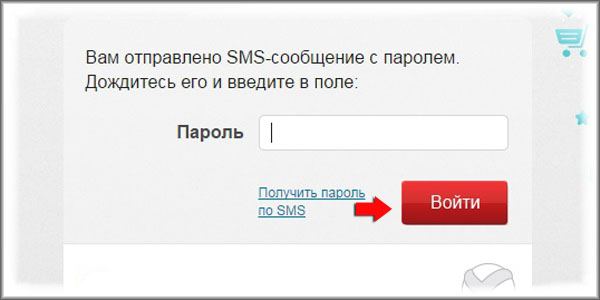 Вам отправлено SMS-сообщение с паролем.
Дождитесь его и введите в поле:
Пароль
Получить пароль
по SMS
Войти